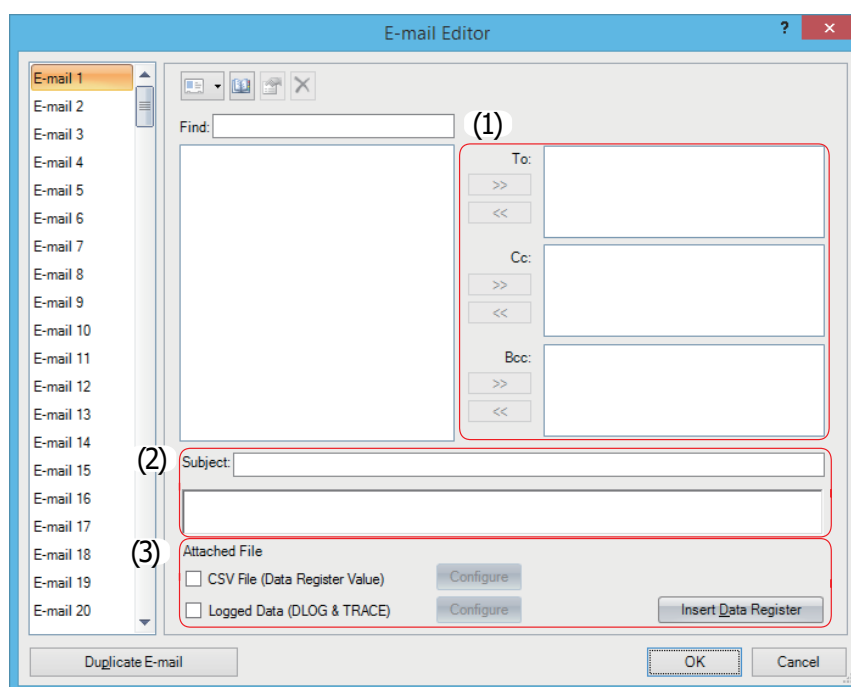 E-mail Editor
?
×
E-mail 1
E-mail 2
E-mail 3
E-mail 4
E-mail 5
E-mail 6
E-mail 7
E-mail 8
E-mail 9
E-mail 10
E-mail 11
E-mail 12
E-mail 13
E-mail 14
E-mail 15
E-mail 16
E-mail 17
E-mail 18
E-mail 19
E-mail 20
Find:
(1)
To:
>>
<<
Cc:
>>
<<
Bcc:
>>
<<
(2)
Subject:
(3)
Attached File
CSV File (Data Register Value)
Configure
Logged Data (DLOG & TRACE)
Configure
Insert Data Register
Duplicate E-mail
OK
Cancel